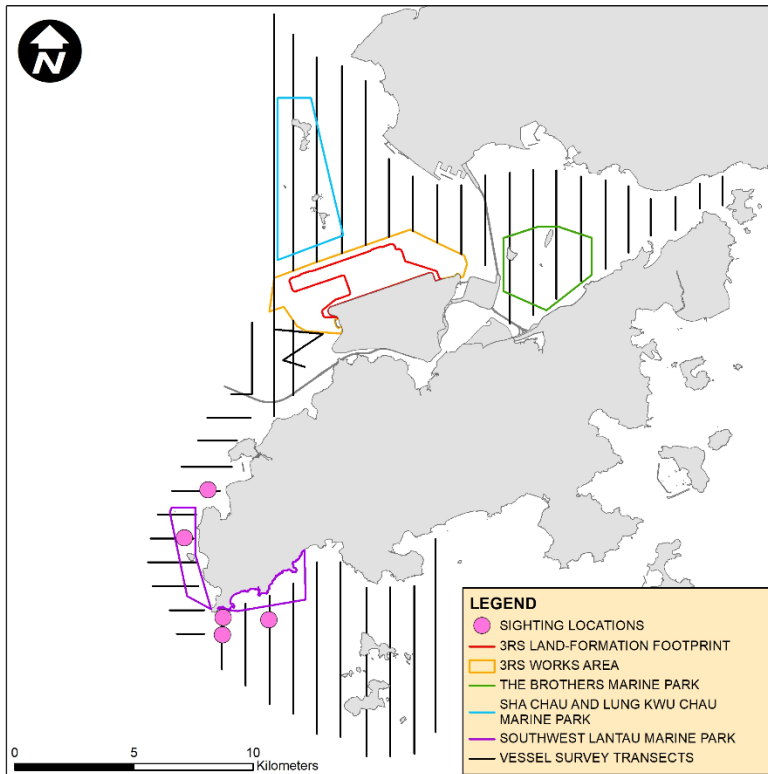 N
LEGEND
SIGHTING LOCATIONS
3RS LAND-FORMATION FOOTPRINT
3RS WORKS AREA
THE BROTHERS MARINE PARK
SHA CHAU AND LUNG KWU CHAU
MARINE PARK
SOUTHWEST LANTAU MARINE PARK
VESSEL SURVEY TRANSECTS
0 5 10
Kilometers